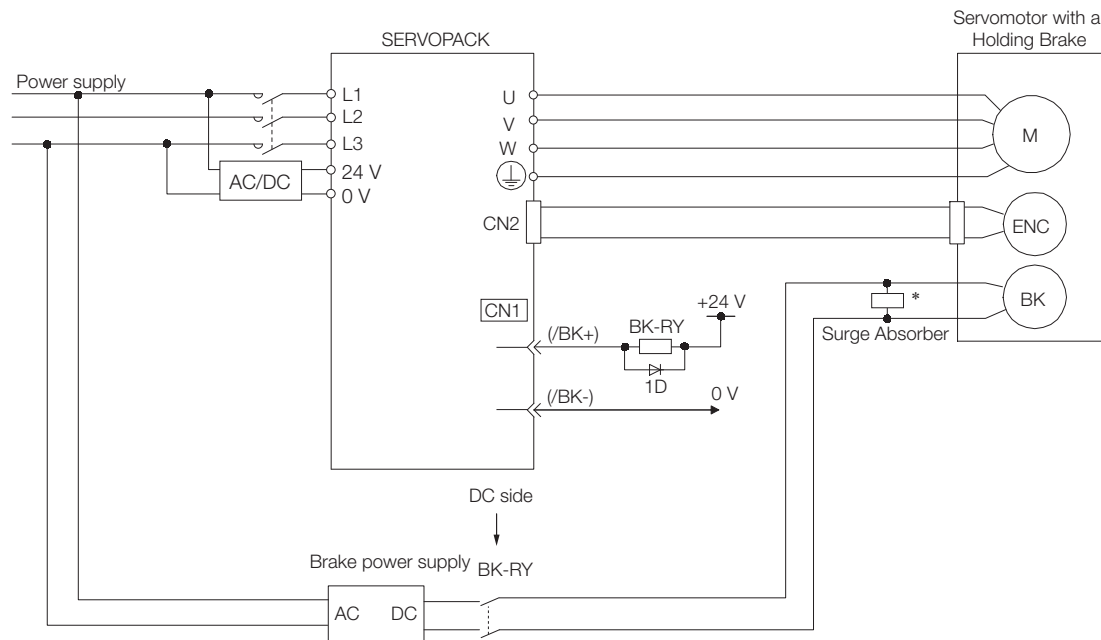 Servomotor with a
Holding Brake
SERVOPACK
Power supply
L1
L2
L3
24 V
0 V
AC/DC
U
V
W
M
CN2
ENC
CN1
BK
*
Surge Absorber
+24 V
(/BK+)
BK-RY
1D
(/BK-)
0 V
DC side
Brake power supply
BK-RY
AC
DC